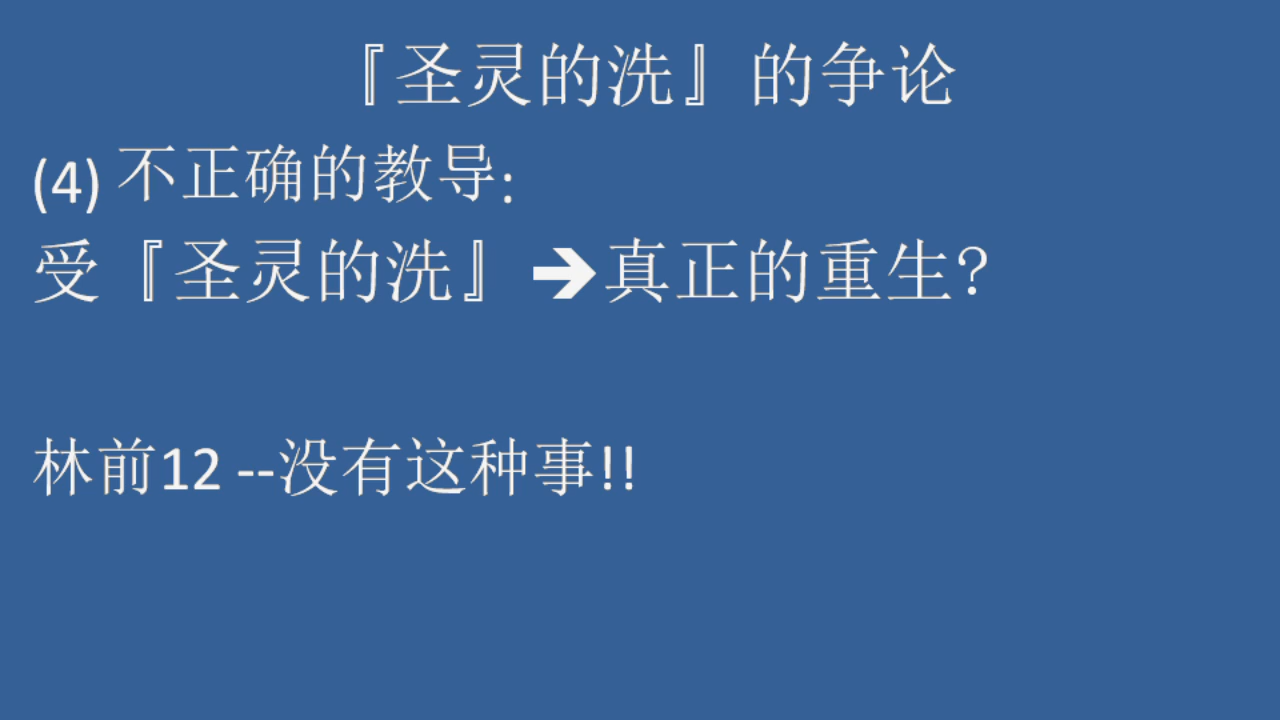 『圣灵的洗』的争论
(4) 不正确的教导:
受『圣灵的洗』➔真正的重生?
林前12 --没有这种事!!